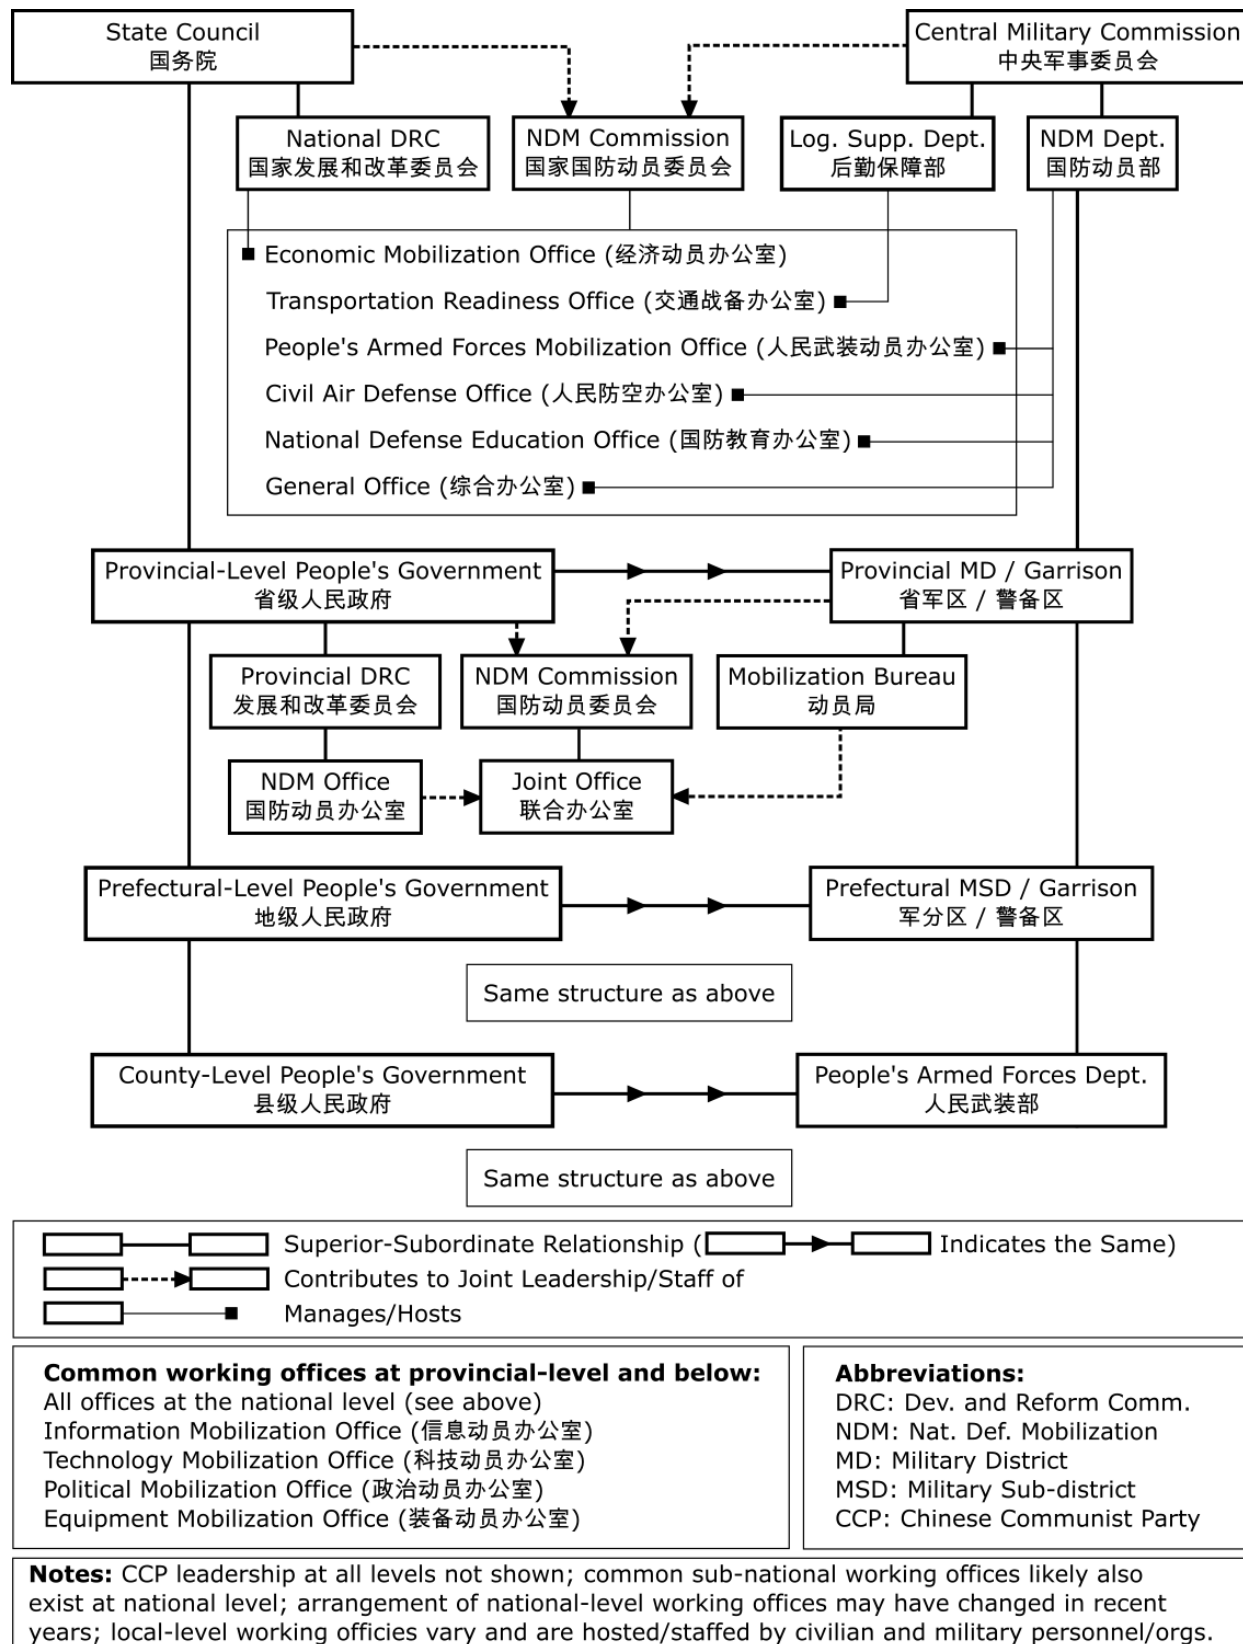 State Council
国务院
Central Military Commission
中央军事委员会
National DRC
国家发展和改革委员会
NDM Commission
国家国防动员委员会
Log. Supp. Dept.
后勤保障部
NDM Dept.
国防动员部
Economic Mobilization Office (经济动员办公室)
Transportation Readiness Office (交通战备办公室)
People's Armed Forces Mobilization Office (人民武装动员办公室)
Civil Air Defense Office (人民防空办公室)
National Defense Education Office (国防教育办公室)
General Office (综合办公室)
Provincial-Level People's Government
省级人民政府
Provincial MD / Garrison
省军区 / 警备区
Provincial DRC
发展和改革委员会
NDM Commission
国防动员委员会
Mobilization Bureau
动员局
NDM Office
国防动员办公室
Joint Office
联合办公室
Prefectural-Level People's Government
地级人民政府
Prefectural MSD / Garrison
军分区 / 警备区
Same structure as above
County-Level People's Government
县级人民政府
People's Armed Forces Dept.
人民武装部
Same structure as above
Superior-Subordinate Relationship ( Indicates the Same)
Contributes to Joint Leadership/Staff of
Manages/Hosts
Common working offices at provincial-level and below:
All offices at the national level (see above)
Information Mobilization Office (信息动员办公室)
Technology Mobilization Office (科技动员办公室)
Political Mobilization Office (政治动员办公室)
Equipment Mobilization Office (装备动员办公室)
Abbreviations:
DRC: Dev. and Reform Comm.
NDM: Nat. Def. Mobilization
MD: Military District
MSD: Military Sub-district
CCP: Chinese Communist Party
Notes: CCP leadership at all levels not shown; common sub-national working offices likely also
exist at national level; arrangement of national-level working offices may have changed in recent
years; local-level working officies vary and are hosted/staffed by civilian and military personnel/orgs.